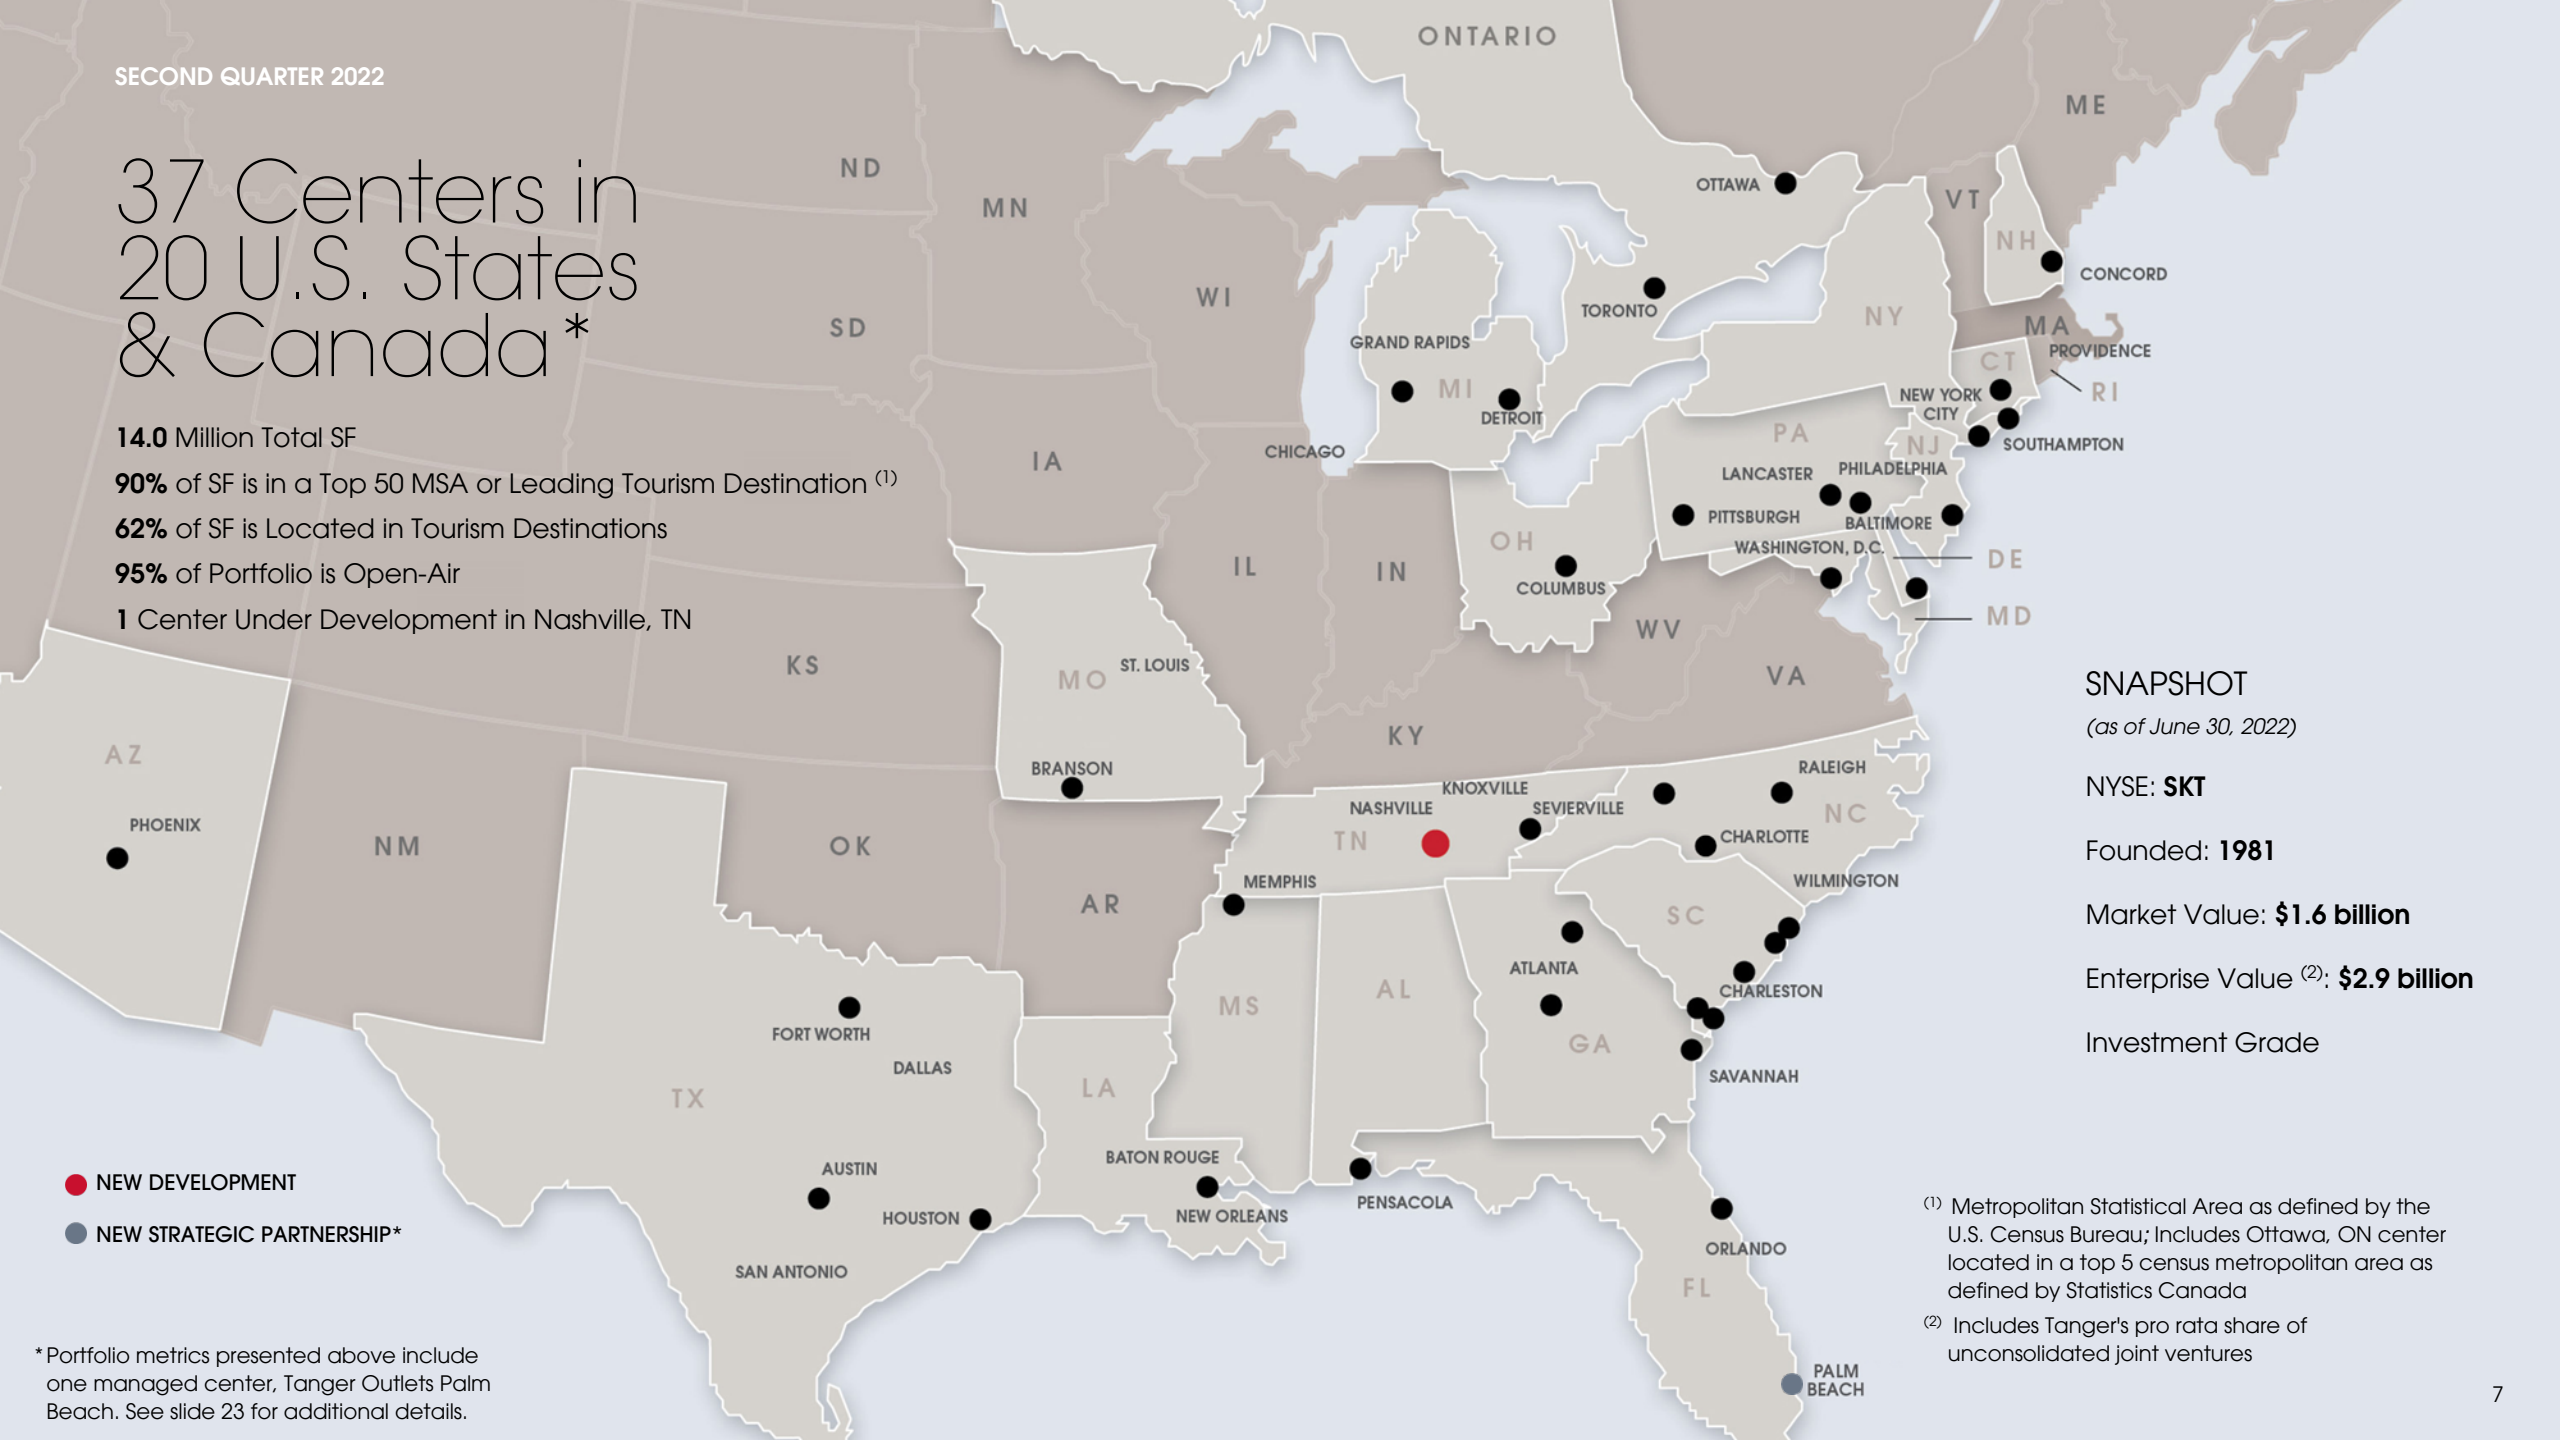 SECOND QUARTER 2022
37 Centers in
20 U.S. States
& Canada*
14.0 Million Total SF
90% of SF is in a Top 50 MSA or Leading Tourism Destination (1)
62% of SF is Located in Tourism Destinations
95% of Portfolio is Open-Air
1 Center Under Development in Nashville, TN
ONTARIO
ME
ND
MN
OTTAWA
VT
NH
CONCORD
WI
SD
TORONTO
NY
MA
GRAND RAPIDS
PROVIDENCE
CT
MI
RI
NEW YORK
CITY
DETROIT
SOUTHAMPTON
PA
NJ
CHICAGO
IA
LANCASTER
PHILADELPHIA
PITTSBURGH
BALTIMORE
OH
WASHINGTON, D.C.
DE
IL
IN
COLUMBUS
MD
WV
KS
MO
ST. LOUIS
VA
KY
AZ
BRANSON
RALEIGH
KNOXVILLE
NASHVILLE
SEVIERVILLE
NC
PHOENIX
NM
OK
TN
CHARLOTTE
MEMPHIS
WILMINGTON
AR
SC
ATLANTA
AL
CHARLESTON
MS
FORT WORTH
GA
DALLAS
SAVANNAH
LA
TX
BATON ROUGE
AUSTIN
PENSACOLA
HOUSTON
NEW ORLEANS
ORLANDO
SAN ANTONIO
FL
PALM
BEACH
SNAPSHOT
(as of June 30, 2022)
NYSE: SKT
Founded: 1981
Market Value: $1.6 billion
Enterprise Value (2): $2.9 billion
Investment Grade
NEW DEVELOPMENT
NEW STRATEGIC PARTNERSHIP*
*Portfolio metrics presented above include
one managed center, Tanger Outlets Palm
Beach. See slide 23 for additional details.
(1) Metropolitan Statistical Area as defined by the
U.S. Census Bureau; Includes Ottawa, ON center
located in a top 5 census metropolitan area as
defined by Statistics Canada
(2) Includes Tanger's pro rata share of
unconsolidated joint ventures
7